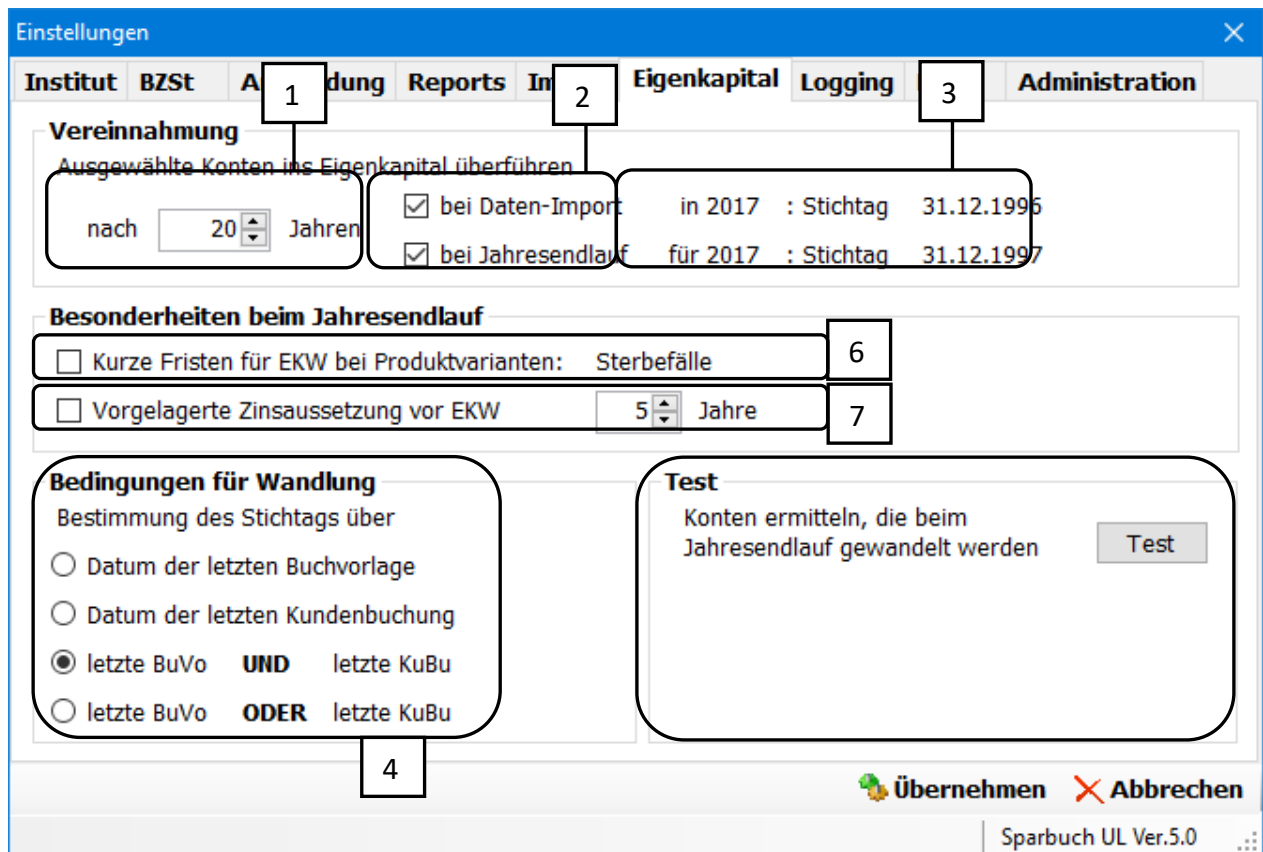 Einstellungen
Institut BZSt Reports Eigenkapital Logging Administration
1 2 3
Vereinnahmung
Ausgewählte Konten ins Eigenkapital überführen
nach 20 Jahren
bei Daten-Import in 2017 : Stichtag 31.12.1996
bei Jahresendlauf für 2017 : Stichtag 31.12.1997
Besonderheiten beim Jahresendlauf
Kurze Fristen für EKW bei Produktvarianten: Sterbefälle 6
Vorgelagerte Zinsaussetzung vor EKW 5 Jahre 7
Bedingungen für Wandlung
Bestimmung des Stichtags über
Datum der letzten Buchvorlage
Datum der letzten Kundenbuchung
letzte BuVo UND letzte KuBu
letzte BuVo ODER letzte KuBu
4
Test
Konten ermitteln, die beim
Jahresendlauf gewandelt werden
Test
Übernehmen Abbrechen
Sparbuch UL Ver.5.0